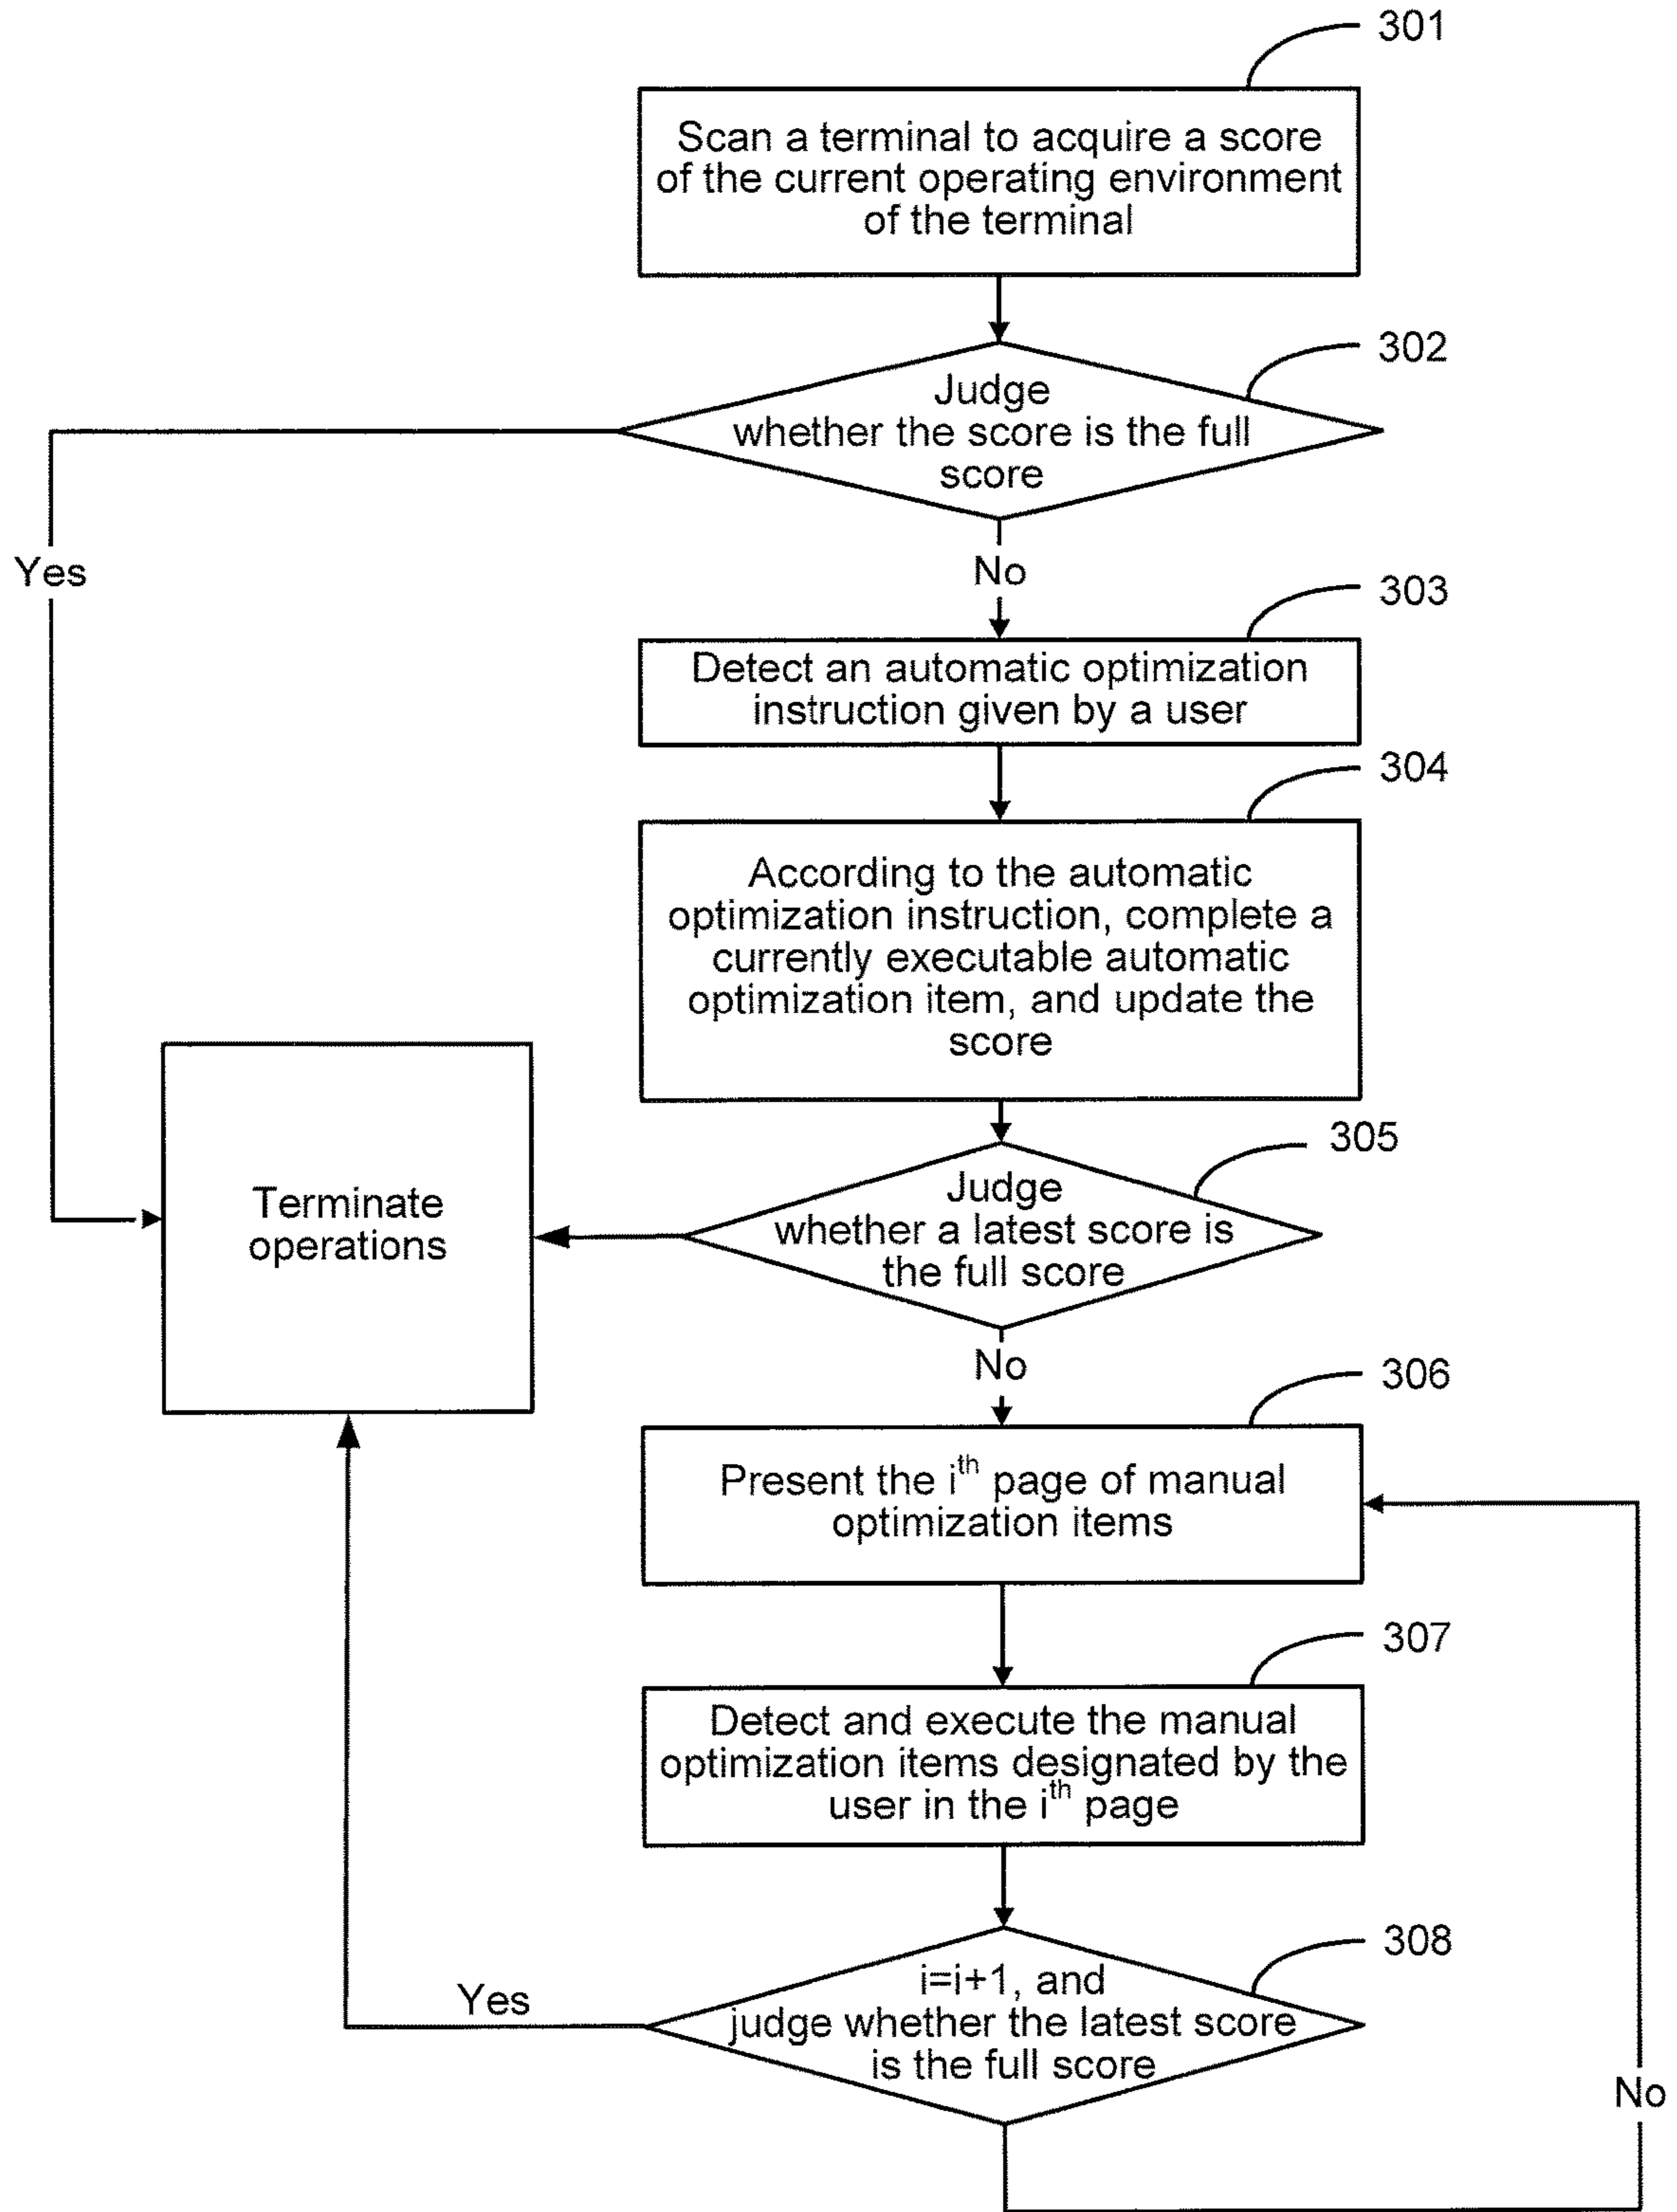 301
Scan a terminal to acquire a score
of the current operating environment
of the terminal
302
Judge
whether the score is the full
score
Yes
No
303
Detect an automatic optimization
instruction given by a user
304
According to the automatic
optimization instruction, complete a
currently executable automatic
optimization item, and update the
score
305
Judge
whether a latest score is
the full score
Terminate
operations
No
306
Present the ith page of manual
optimization items
307
Detect and execute the manual
optimization items designated by the
user in the ith page
308
i=i+1, and
judge whether the latest score
is the full score
Yes
No